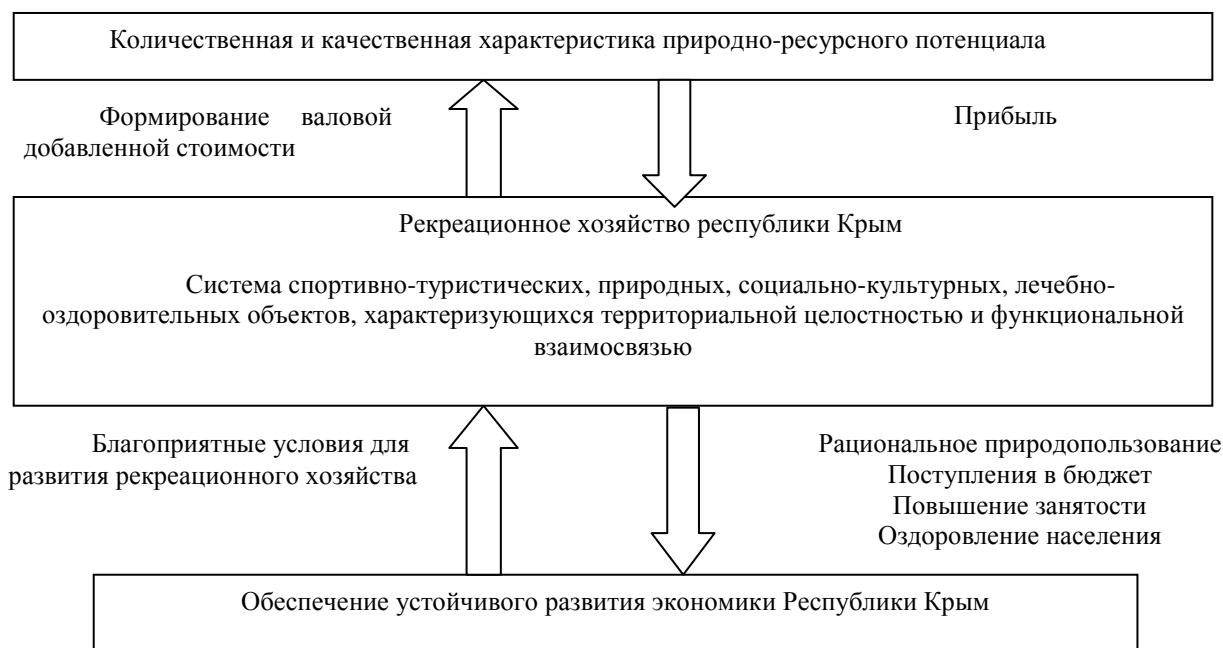 Количественная и качественная характеристика природно-ресурсного потенциала
Формирование валовой
добавленной стоимости
Прибыль
Рекреационное хозяйство республики Крым
Система спортивно-туристических, природных, социально-культурных, лечебно-
оздоровительных объектов, характеризующихся территориальной целостностью и функциональной
взаимосвязью
Благоприятные условия для
развития рекреационного хозяйства
Рациональное природопользование
Поступления в бюджет
Повышение занятости
Оздоровление населения
Обеспечение устойчивого развития экономики Республики Крым